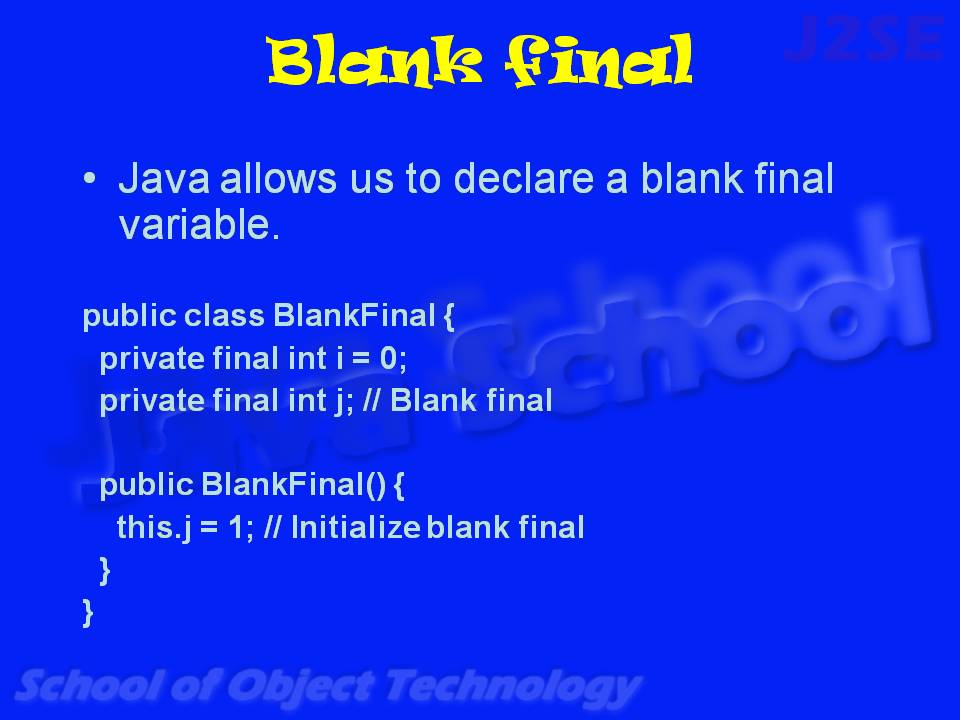 J2SE
Blank final
• Java allows us to declare a blank final
variable.
public class BlankFinal {
private final int i = 0;
private final int j; // Blank final
public BlankFinal() {
this.j = 1; // Initialize blank final
}
}
Java School
School of Object Technology